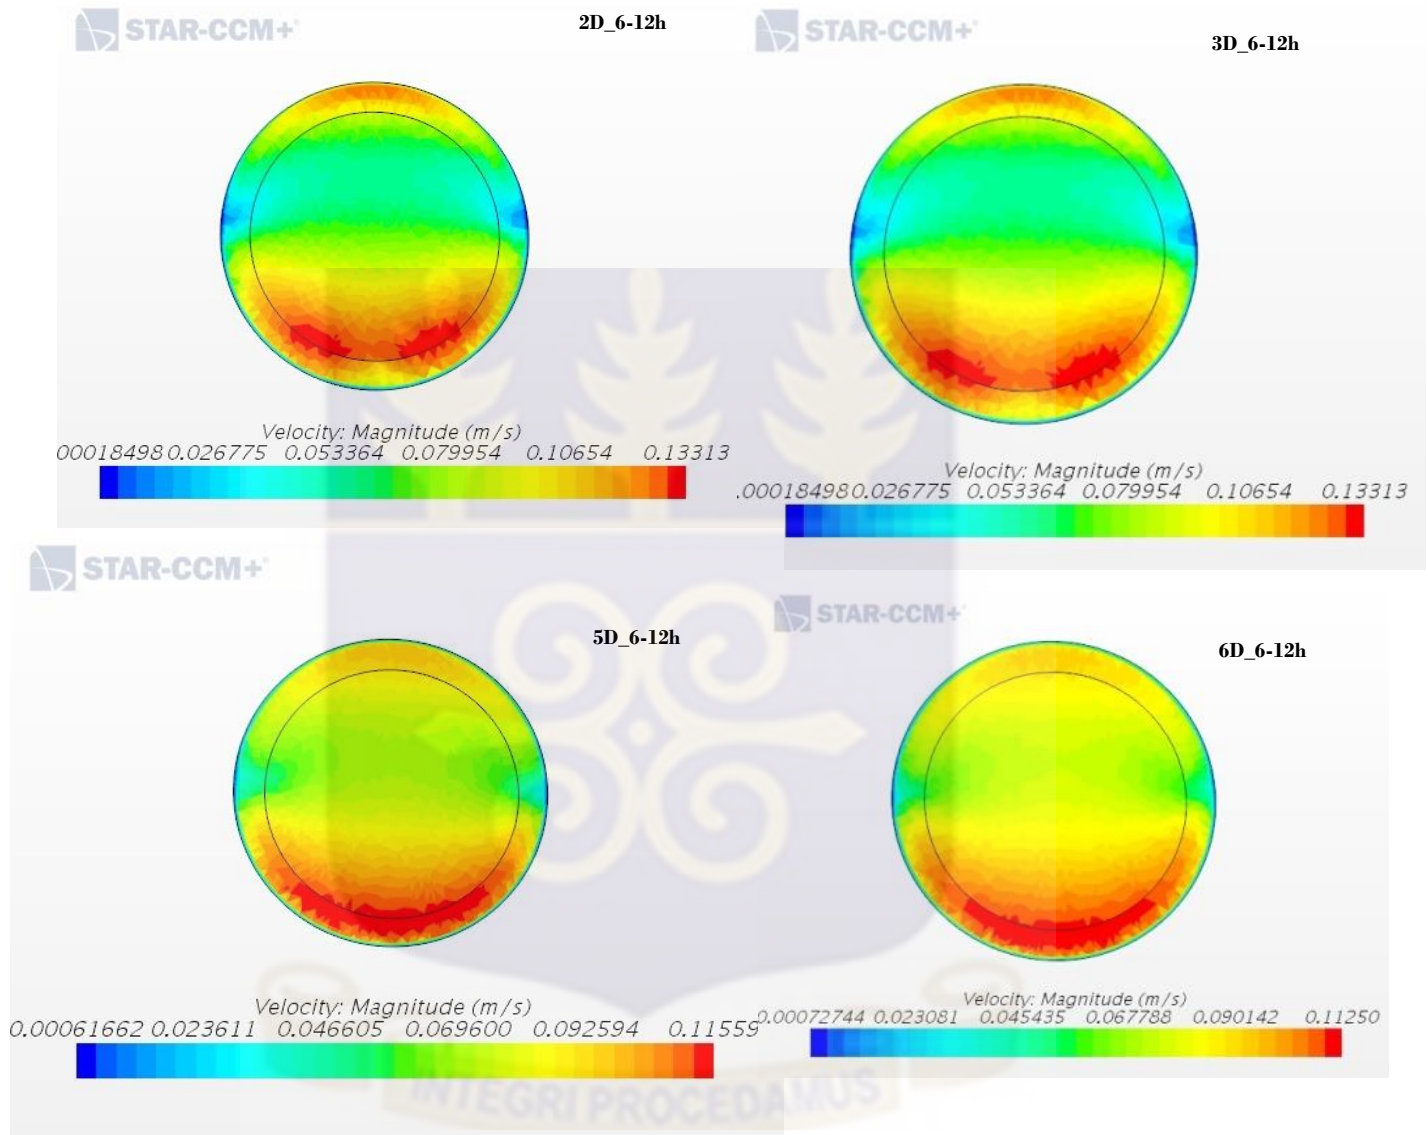 STAR-CCM+
2D_6-12h
Velocity: Magnitude (m/s)
00018498 0.026775 0.053364 0.079954 0.10654 0.13313
STAR-CCM+
3D_6-12h
Velocity: Magnitude (m/s)
.00018498 0.026775 0.053364 0.079954 0.10654 0.13313
STAR-CCM+
5D_6-12h
Velocity: Magnitude (m/s)
0.00061662 0.023611 0.046605 0.069600 0.092594 0.11559
STAR-CCM+
6D_6-12h
Velocity: Magnitude (m/s)
0.00072744 0.023081 0.045435 0.067788 0.090142 0.11250
INTEGRI PROCEDAMUS